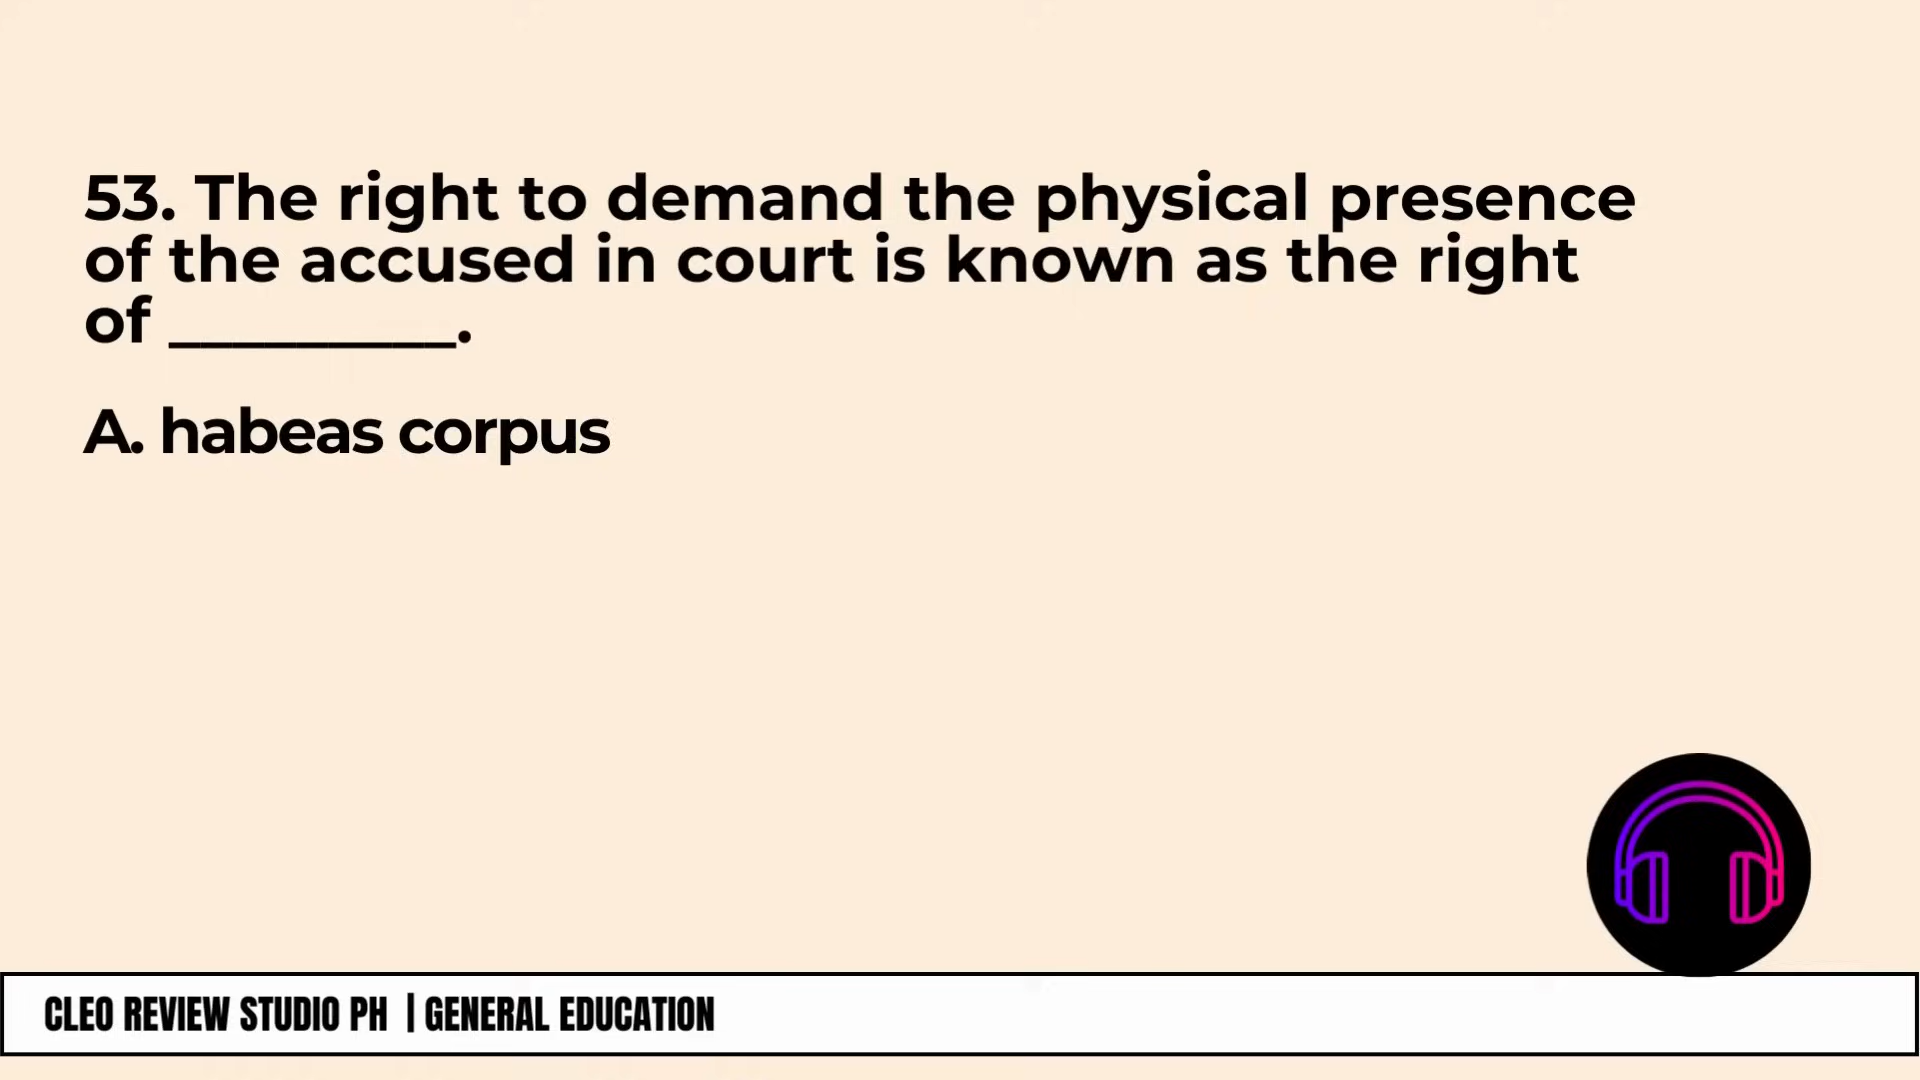 53. The right to demand the physical presence
of the accused in court is known as the right
of _________.
A. habeas corpus
CLEO REVIEW STUDIO PH | GENERAL EDUCATION